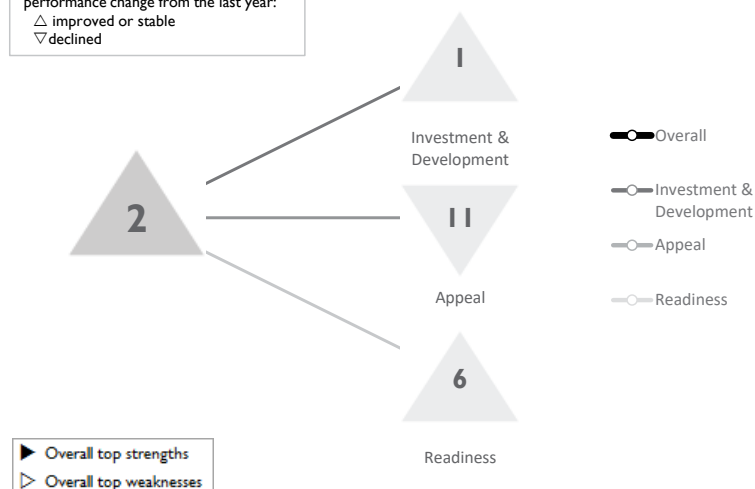 performance change from the last year:
△ improved or stable
▽ declined
1
Investment &
Development
2
11
Appeal
6
Readiness
Overall
Investment &
Development
Appeal
Readiness
▶ Overall top strengths
▷ Overall top weaknesses